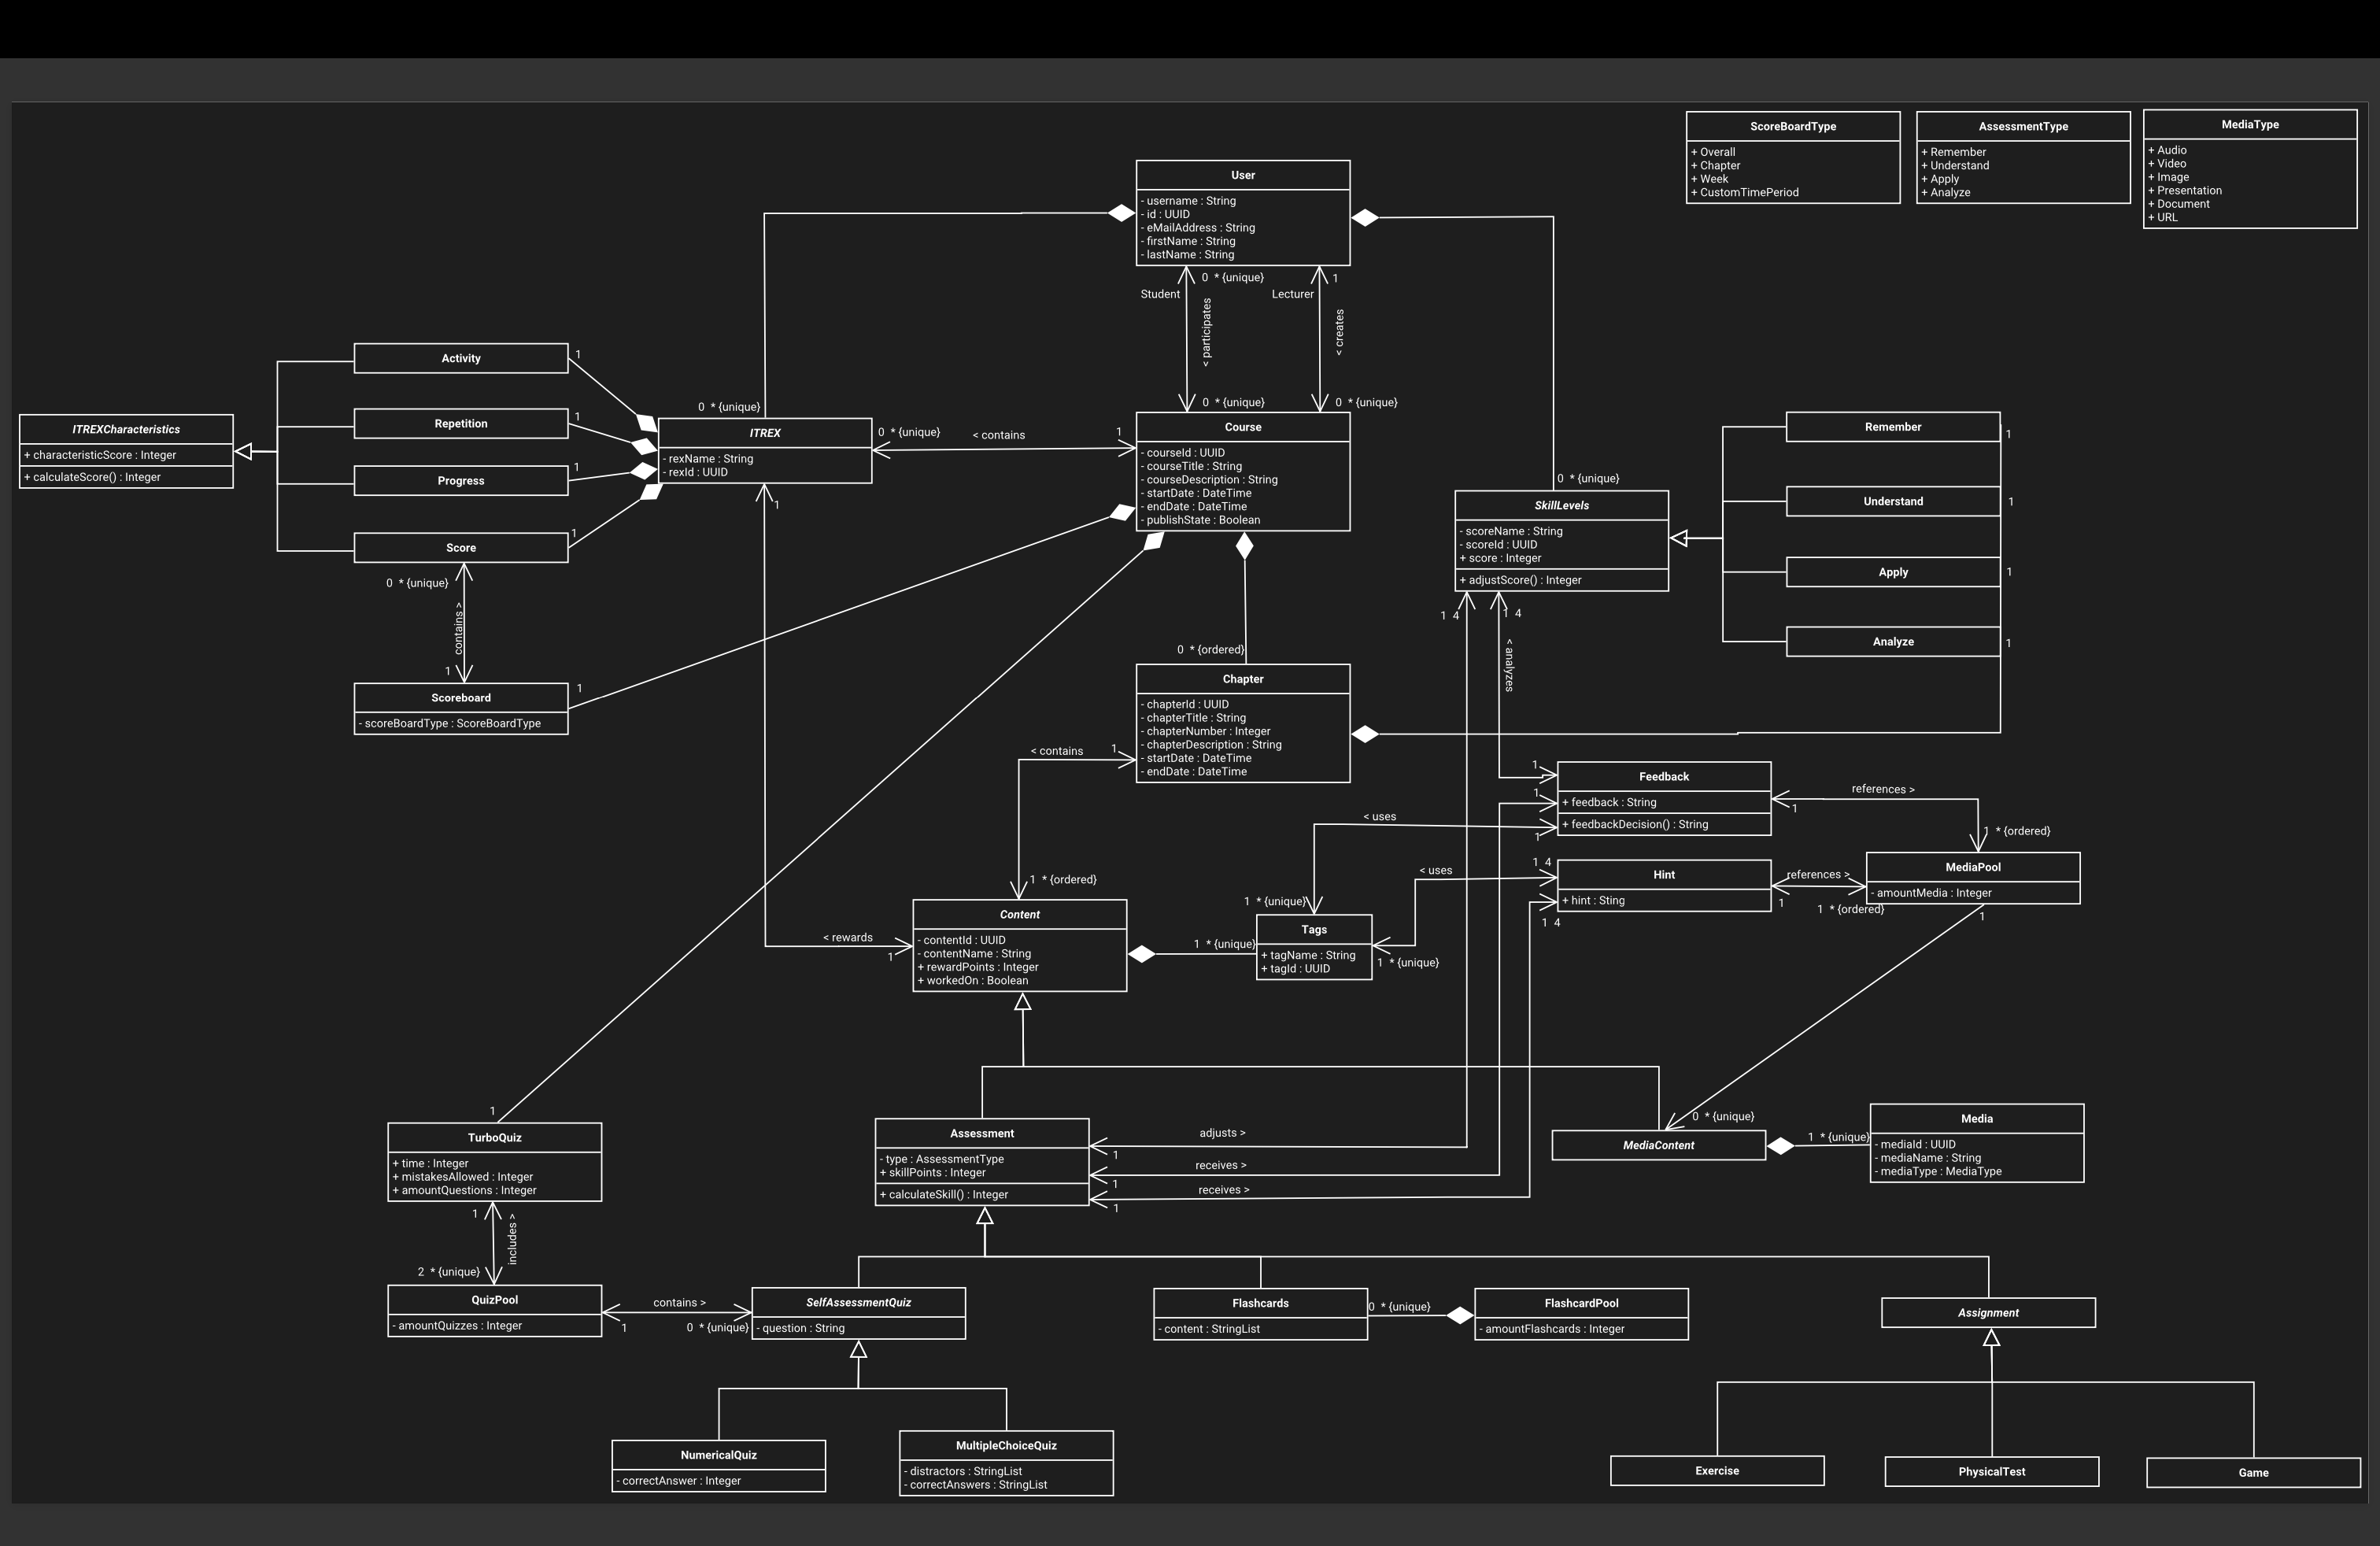 ScoreBoardType
+ Overall
+ Chapter
+ Week
+ CustomTimePeriod
AssessmentType
+ Remember
+ Understand
+ Apply
+ Analyze
MediaType
+ Audio
+ Video
+ Image
+ Presentation
+ Document
+ URL
User
- username : String
- id : UUID
- eMailAddress : String
- firstName : String
- lastName : String
0 * {unique}
Student
< participates
0 * {unique}
1
Lecturer
< creates
0 * {unique}
Activity
1
Repetition
1
Progress
1
Score
1
ITREXCharacteristics
+ characteristicScore : Integer
+ calculateScore() : Integer
0 * {unique}
ITREX
- rexName : String
- rexId : UUID
0 * {unique}
< contains
1
1
Course
- courseId : UUID
- courseTitle : String
- courseDescription : String
- startDate : DateTime
- endDate : DateTime
- publishState : Boolean
0 * {unique}
SkillLevels
- scoreName : String
- scoreId : UUID
+ score : Integer
+ adjustScore() : Integer
1 4
1 4
< analyzes
Remember
1
Understand
1
Apply
1
Analyze
1
0 * {unique}
contains >
1
Scoreboard
- scoreBoardType : ScoreBoardType
1
0 * {ordered}
Chapter
- chapterId : UUID
- chapterTitle : String
- chapterNumber : Integer
- chapterDescription : String
- startDate : DateTime
- endDate : DateTime
< contains
1
1 * {ordered}
1
1
1
Feedback
+ feedback : String
+ feedbackDecision() : String
references >
1
1 * {ordered}
< uses
1 * {unique}
< uses
1 4
Hint
+ hint : Sting
1 4
references >
1
1 * {ordered}
MediaPool
- amountMedia : Integer
1
Content
- contentId : UUID
- contentName : String
+ rewardPoints : Integer
+ workedOn : Boolean
< rewards
1
1 * {unique}
Tags
+ tagName : String
+ tagId : UUID
1 * {unique}
1
TurboQuiz
+ time : Integer
+ mistakesAllowed : Integer
+ amountQuestions : Integer
1
includes >
2 * {unique}
Assessment
- type : AssessmentType
+ skillPoints : Integer
+ calculateSkill() : Integer
adjusts >
1
receives >
1
receives >
1
0 * {unique}
MediaContent
1 * {unique}
Media
- mediaId : UUID
- mediaName : String
- mediaType : MediaType
QuizPool
- amountQuizzes : Integer
contains >
1
0 * {unique}
SelfAssessmentQuiz
- question : String
Flashcards
- content : StringList
0 * {unique}
FlashcardPool
- amountFlashcards : Integer
Assignment
NumericalQuiz
- correctAnswer : Integer
MultipleChoiceQuiz
- distractors : StringList
- correctAnswers : StringList
Exercise
PhysicalTest
Game